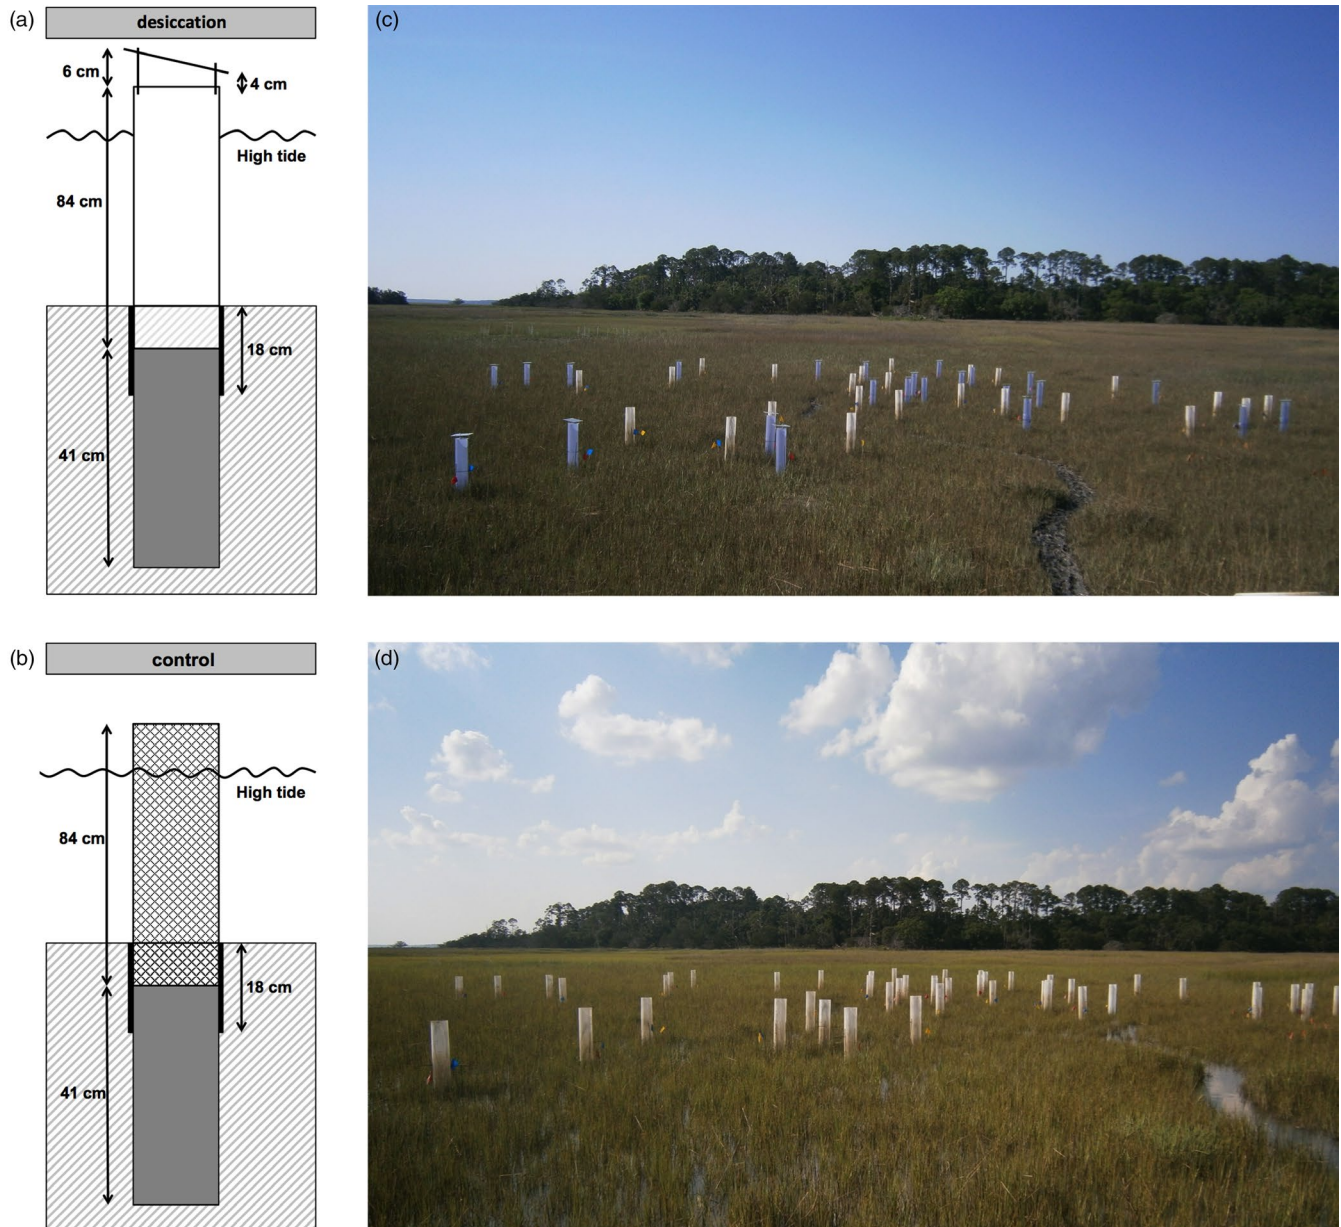 (a)
desiccation
6 cm
4 cm
High tide
84 cm
18 cm
41 cm
(c)
(b)
control
High tide
84 cm
18 cm
41 cm
(d)